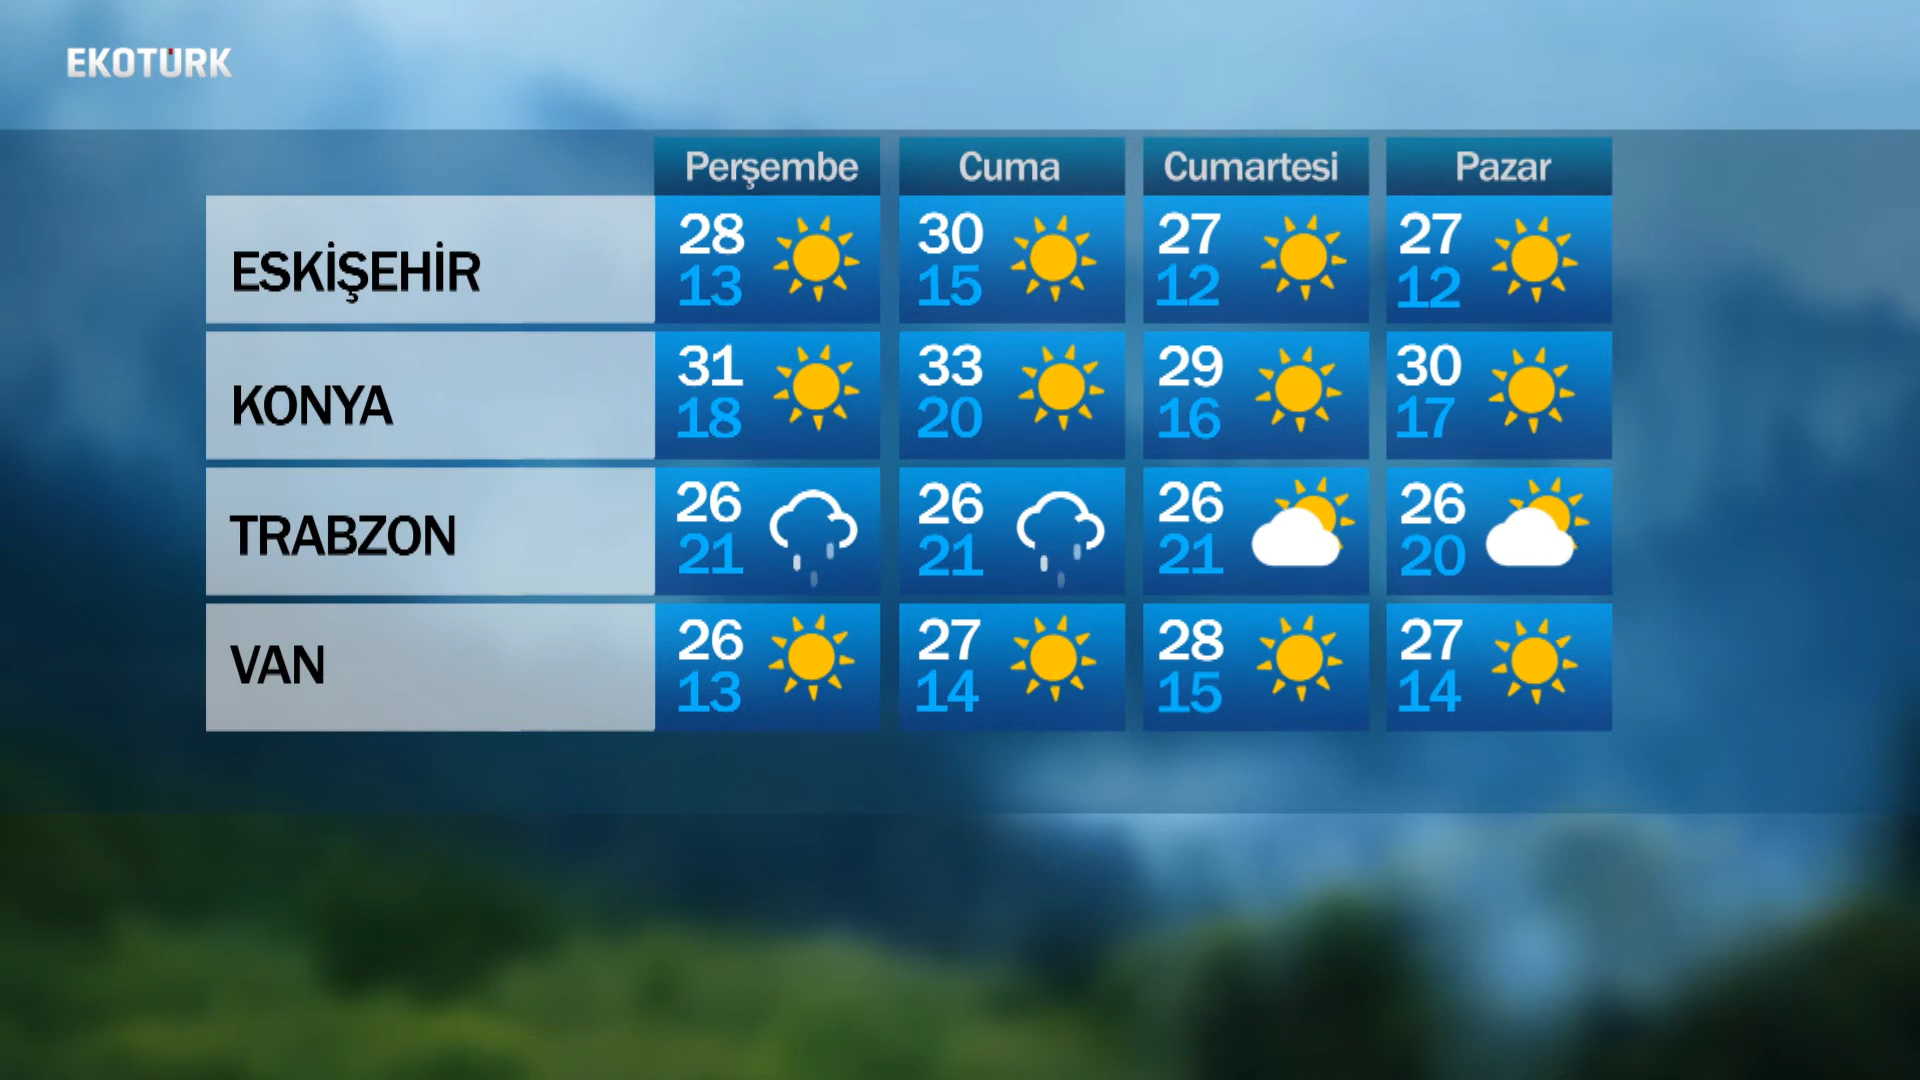 EKOTÜRK
Perşembe Cuma Cumartesi Pazar
ESKİŞEHİR 28 13 30 15 27 12 27 12
KONYA 31 18 33 20 29 16 30 17
TRABZON 26 21 26 21 26 21 26 20
VAN 26 13 27 14 28 15 27 14